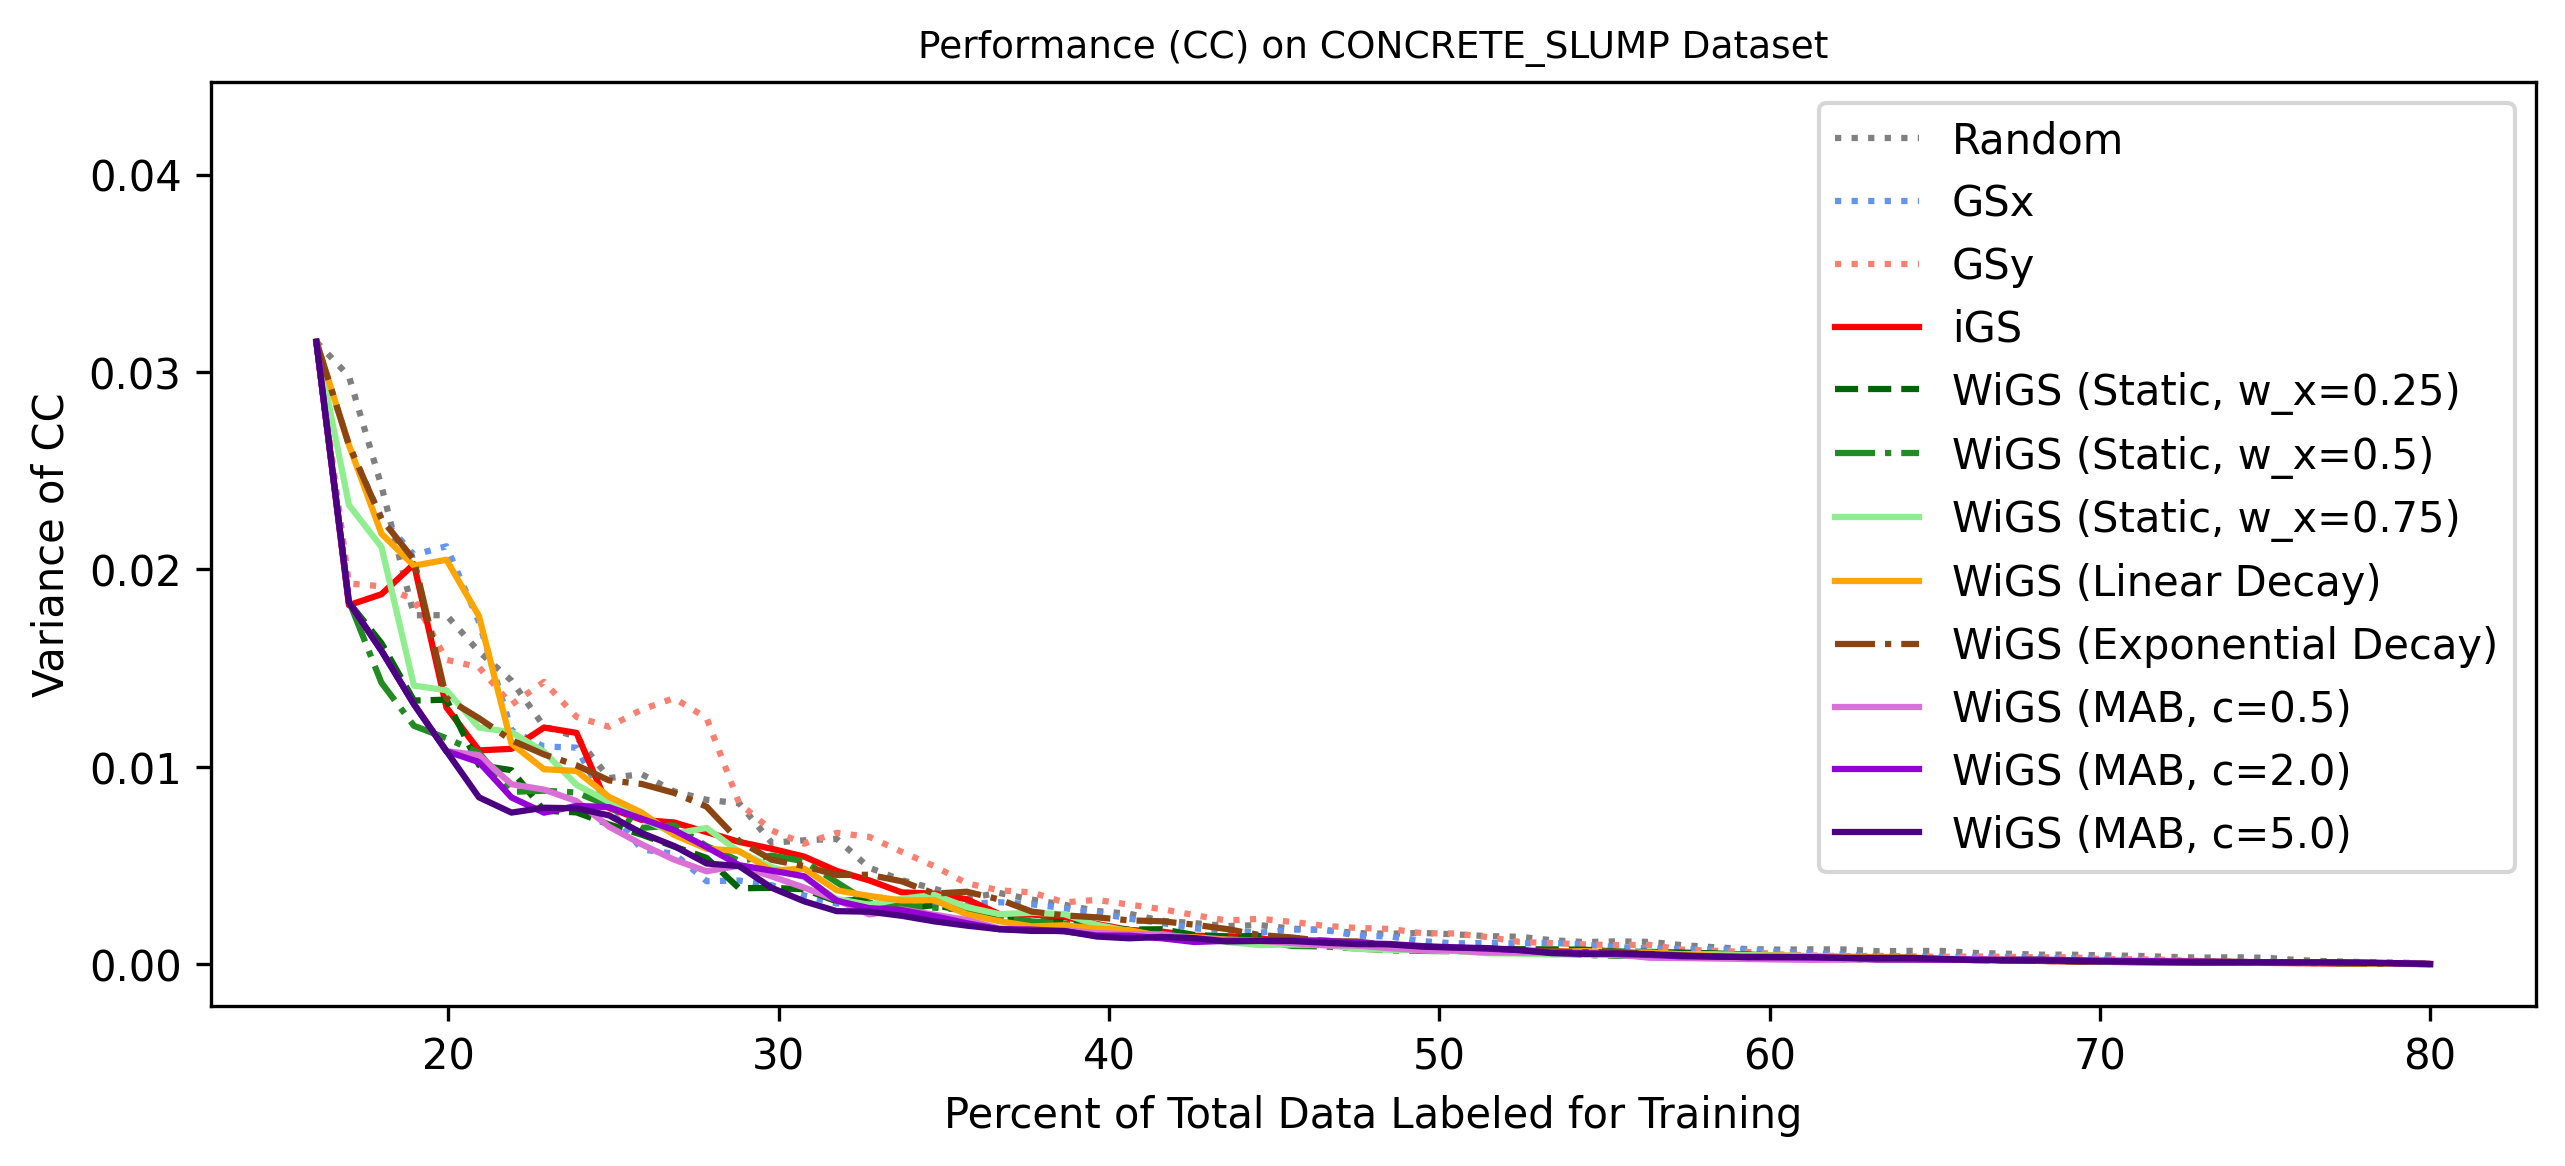 Performance (CC) on CONCRETE_SLUMP Dataset
Variance of CC
0.04
0.03
0.02
0.01
0.00
20 30 40 50 60 70 80
Percent of Total Data Labeled for Training
Random
GSx
GSy
iGS
WiGS (Static, w_x=0.25)
WiGS (Static, w_x=0.5)
WiGS (Static, w_x=0.75)
WiGS (Linear Decay)
WiGS (Exponential Decay)
WiGS (MAB, c=0.5)
WiGS (MAB, c=2.0)
WiGS (MAB, c=5.0)